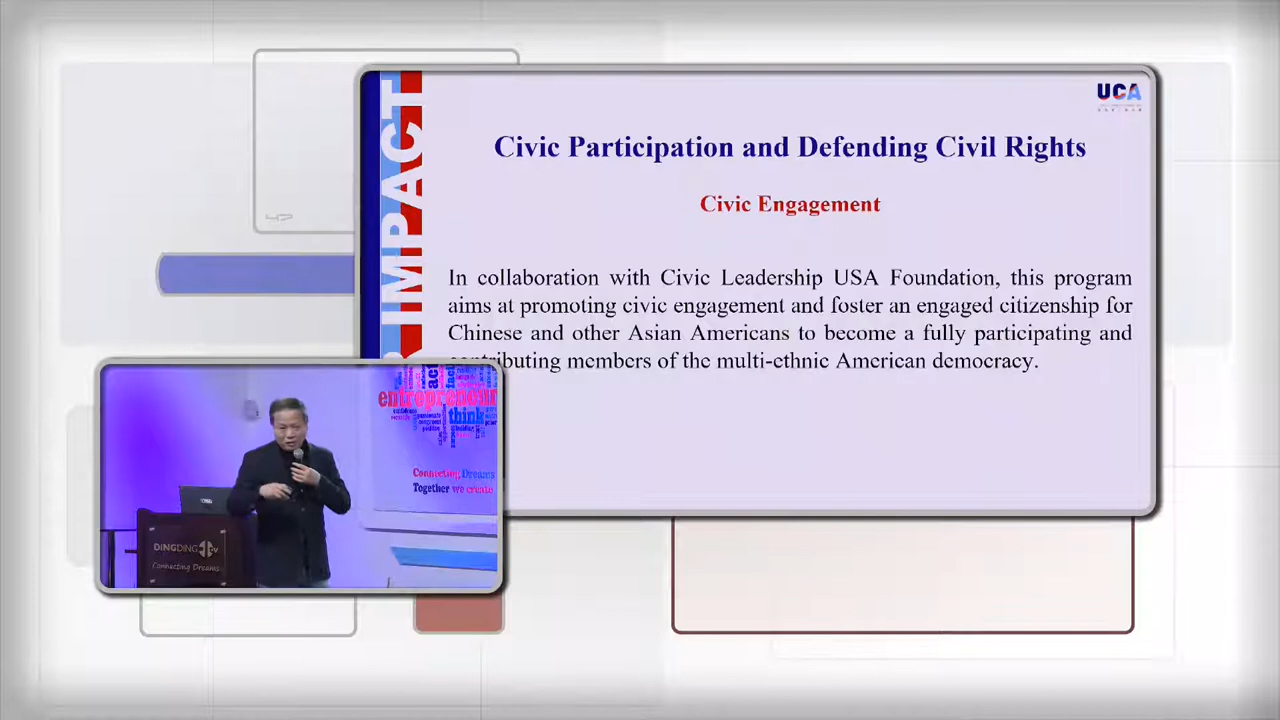 UCA
IMPACT
Civic Participation and Defending Civil Rights
Civic Engagement
In collaboration with Civic Leadership USA Foundation, this program
aims at promoting civic engagement and foster an engaged citizenship for
Chinese and other Asian Americans to become a fully participating and
contributing members of the multi-ethnic American democracy.
entrepreneur
think
Connecting Dreams
Together we create
DINGDING TV
Connecting Dreams